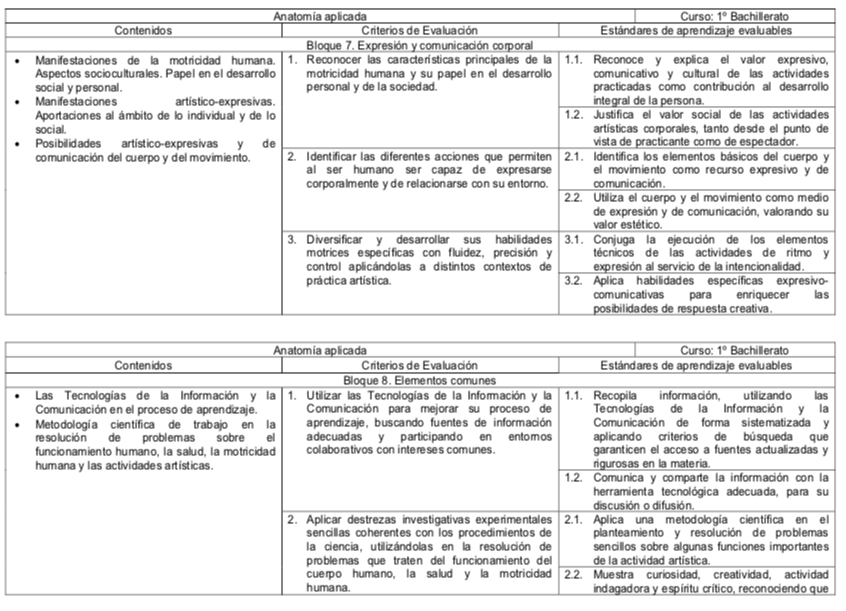 Anatomía aplicada
Curso: 1º Bachillerato
Contenidos
Criterios de Evaluación
Estándares de aprendizaje evaluables
Bloque 7. Expresión y comunicación corporal
• Manifestaciones de la motricidad humana.
Aspectos socioculturales. Papel en el desarrollo
social y personal.
• Manifestaciones artístico-expresivas.
Aportaciones al ámbito de lo individual y de lo
social.
• Posibilidades artístico-expresivas y de
comunicación del cuerpo y del movimiento.
1. Reconocer las características principales de la
motricidad humana y su papel en el desarrollo
personal y de la sociedad.
1.1. Reconoce y explica el valor expresivo,
comunicativo y cultural de las actividades
practicadas como contribución al desarrollo
integral de la persona.
1.2. Justifica el valor social de las actividades
artísticas corporales, tanto desde el punto de
vista de practicante como de espectador.
2. Identificar las diferentes acciones que permiten
al ser humano ser capaz de expresarse
corporalmente y de relacionarse con su entorno.
2.1. Identifica los elementos básicos del cuerpo y
el movimiento como recurso expresivo y de
comunicación.
2.2. Utiliza el cuerpo y el movimiento como medio
de expresión y de comunicación, valorando su
valor estético.
3. Diversificar y desarrollar sus habilidades
motrices específicas con fluidez, precisión y
control aplicándolas a distintos contextos de
práctica artística.
3.1. Conjuga la ejecución de los elementos
técnicos de las actividades de ritmo y
expresión al servicio de la intencionalidad.
3.2. Aplica habilidades específicas expresivo-
comunicativas para enriquecer las
posibilidades de respuesta creativa.
Anatomía aplicada
Curso: 1º Bachillerato
Contenidos
Criterios de Evaluación
Estándares de aprendizaje evaluables
Bloque 8. Elementos comunes
• Las Tecnologías de la Información y la
Comunicación en el proceso de aprendizaje.
• Metodología científica de trabajo en la
resolución de problemas sobre el
funcionamiento humano, la salud, la motricidad
humana y las actividades artísticas.
1. Utilizar las Tecnologías de la Información y la
Comunicación para mejorar su proceso de
aprendizaje, buscando fuentes de información
adecuadas y participando en entornos
colaborativos con intereses comunes.
1.1. Recopila información, utilizando las
Tecnologías de la Información y la
Comunicación de forma sistematizada y
aplicando criterios de búsqueda que
garanticen el acceso a fuentes actualizadas y
rigurosas en la materia.
1.2. Comunica y comparte la información con la
herramienta tecnológica adecuada, para su
discusión o difusión.
2. Aplicar destrezas investigativas experimentales
sencillas coherentes con los procedimientos de
la ciencia, utilizándolas en la resolución de
problemas que traten del funcionamiento del
cuerpo humano, la salud y la motricidad
humana.
2.1. Aplica una metodología científica en el
planteamiento y resolución de problemas
sencillos sobre algunas funciones importantes
de la actividad artística.
2.2. Muestra curiosidad, creatividad, actividad
indagadora y espíritu crítico, reconociendo que